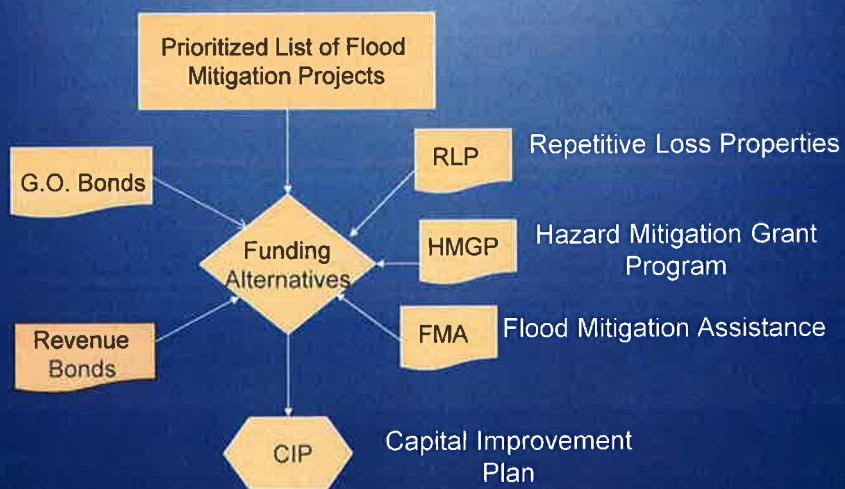 Prioritized List of Flood
Mitigation Projects
G.O. Bonds
RLP
Repetitive Loss Properties
Funding
Alternatives
HMGP
Hazard Mitigation Grant
Program
Revenue
Bonds
FMA
Flood Mitigation Assistance
CIP
Capital Improvement
Plan